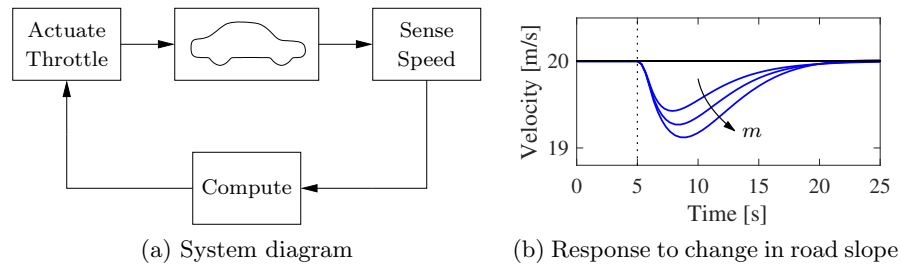 Actuate
Throttle
Sense
Speed
Compute
(a) System diagram
Velocity [m/s]
20
19
m
0 5 10 15 20 25
Time [s]
(b) Response to change in road slope